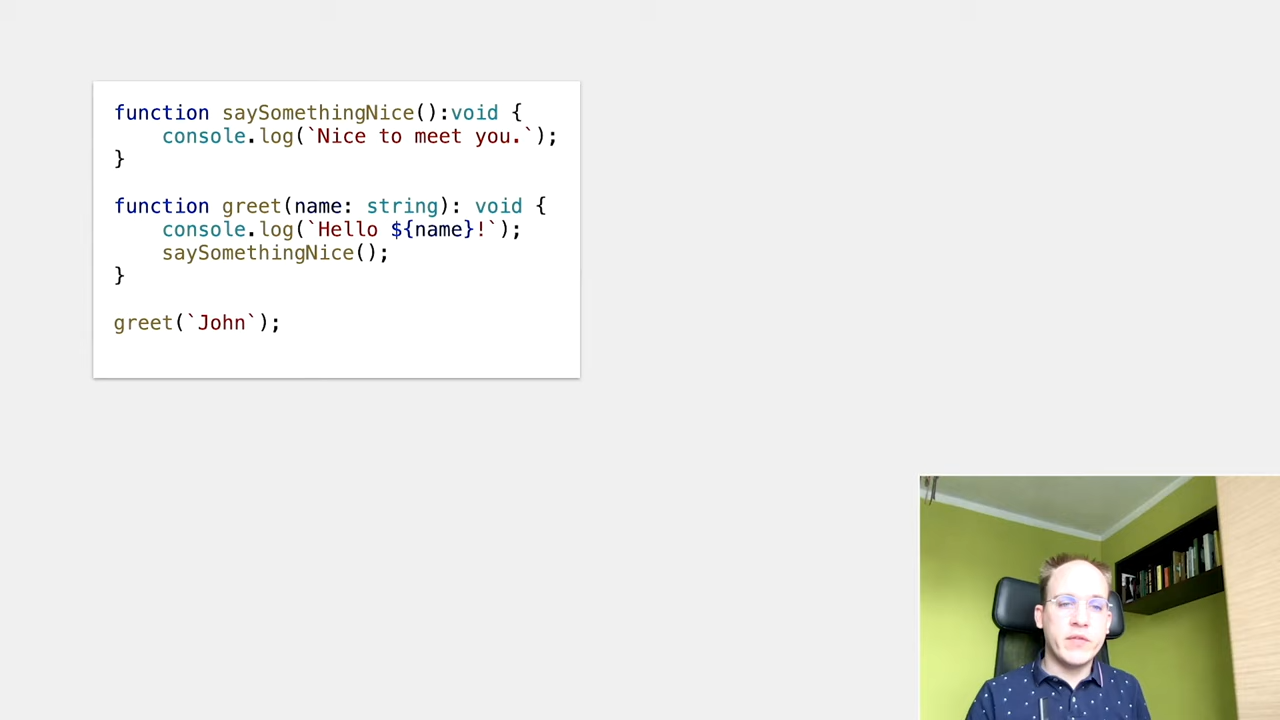 function saySomethingNice():void {
    console.log(`Nice to meet you.`);
}
function greet(name: string): void {
    console.log(`Hello ${name}!`);
    saySomethingNice();
}
greet(`John`);